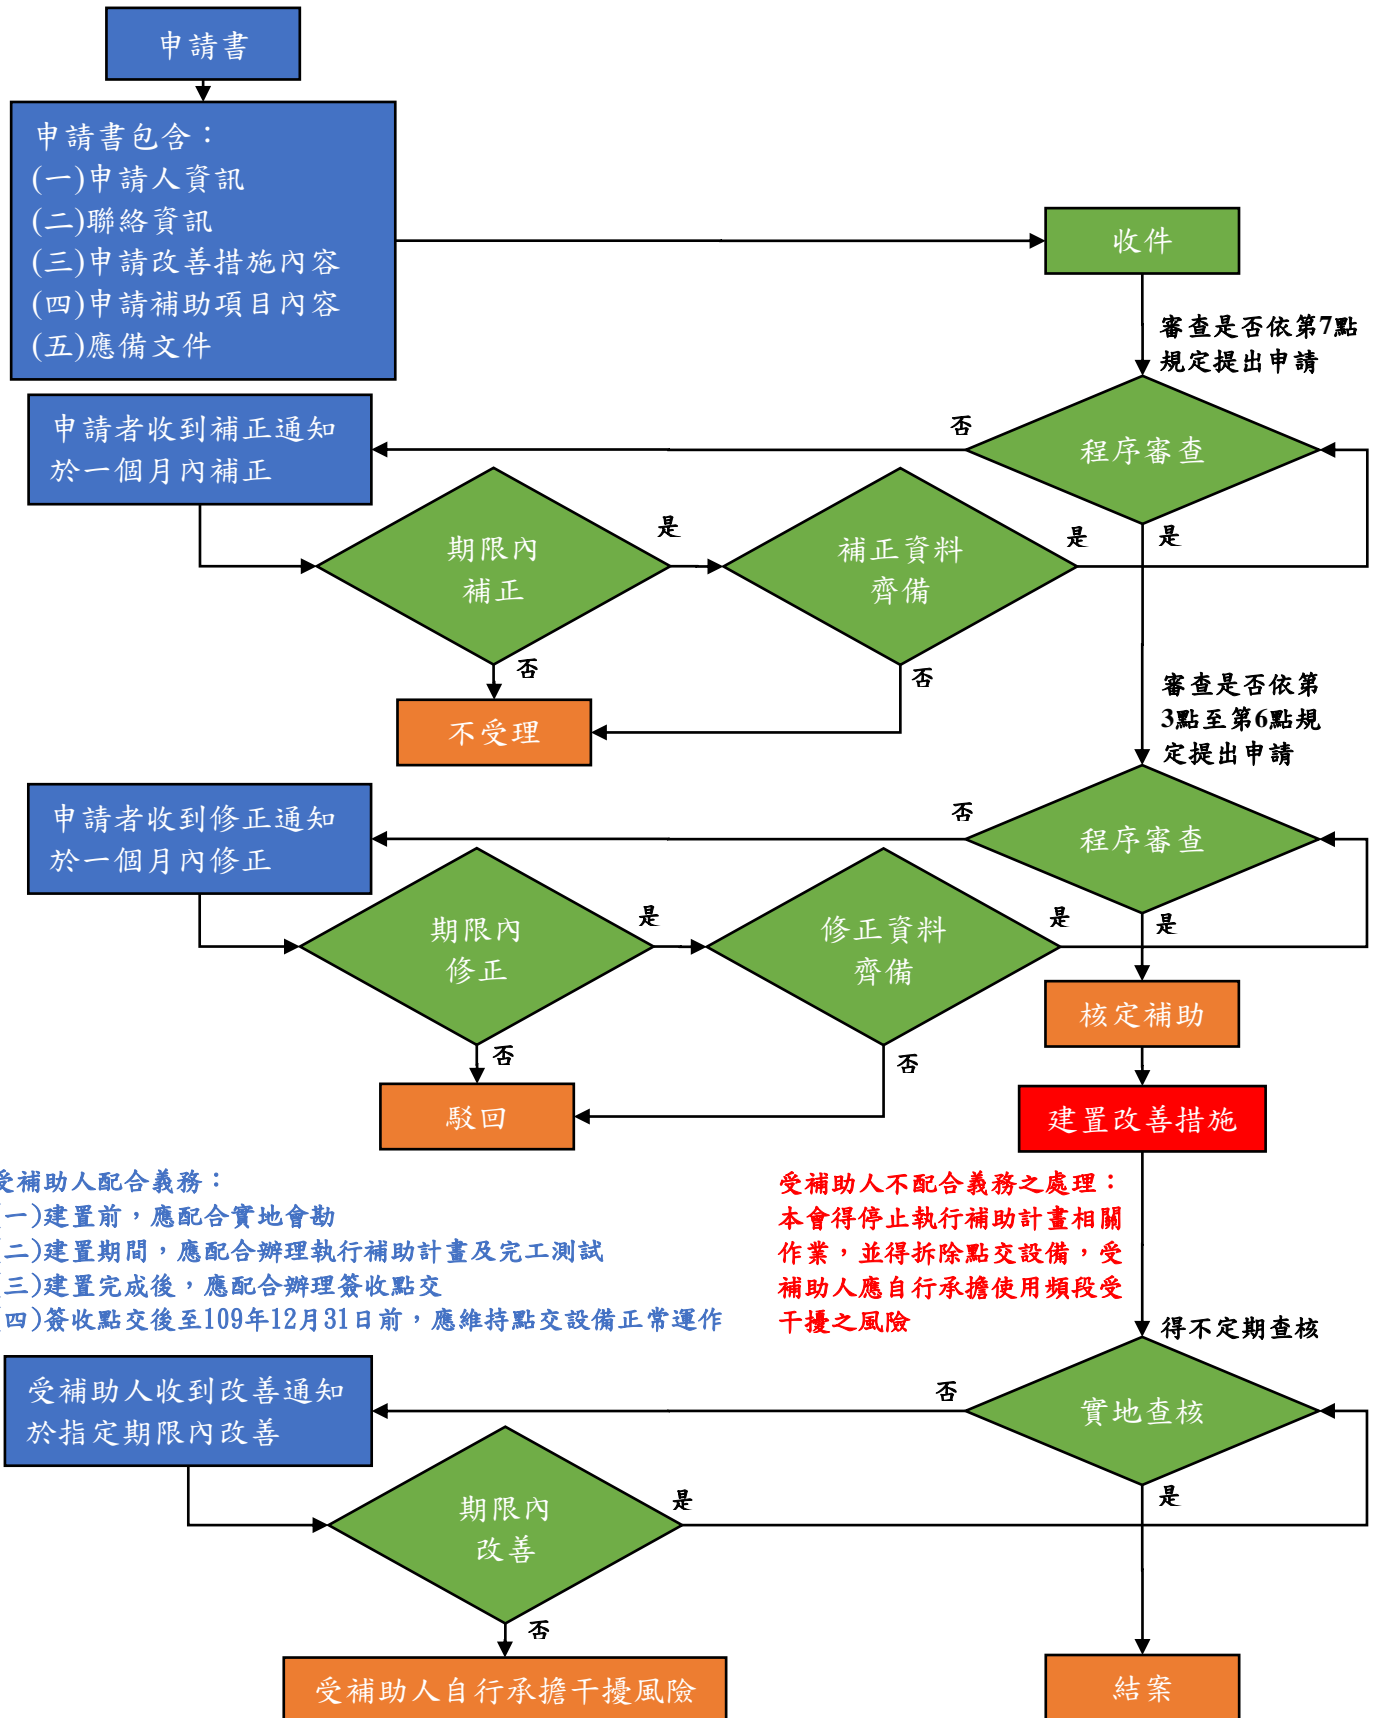 申請書
申請書包含：
(一)申請人資訊
(二)聯絡資訊
(三)申請改善措施內容
(四)申請補助項目內容
(五)應備文件
收件
審查是否依第7點
規定提出申請
程序審查
否
是
申請者收到補正通知
於一個月內補正
期限內
補正
是
否
補正資料
齊備
是
否
不受理
審查是否依第
3點至第6點規
定提出申請
程序審查
否
是
申請者收到修正通知
於一個月內修正
期限內
修正
是
否
修正資料
齊備
是
否
駁回
核定補助
建置改善措施
受補助人配合義務：
(一)建置前，應配合實地會勘
(二)建置期間，應配合辦理執行補助計畫及完工測試
(三)建置完成後，應配合辦理簽收點交
(四)簽收點交後至109年12月31日前，應維持點交設備正常運作
受補助人不配合義務之處理：
本會得停止執行補助計畫相關
作業，並得拆除點交設備，受
補助人應自行承擔使用頻段受
干擾之風險
得不定期查核
實地查核
否
是
受補助人收到改善通知
於指定期限內改善
期限內
改善
是
否
受補助人自行承擔干擾風險
結案